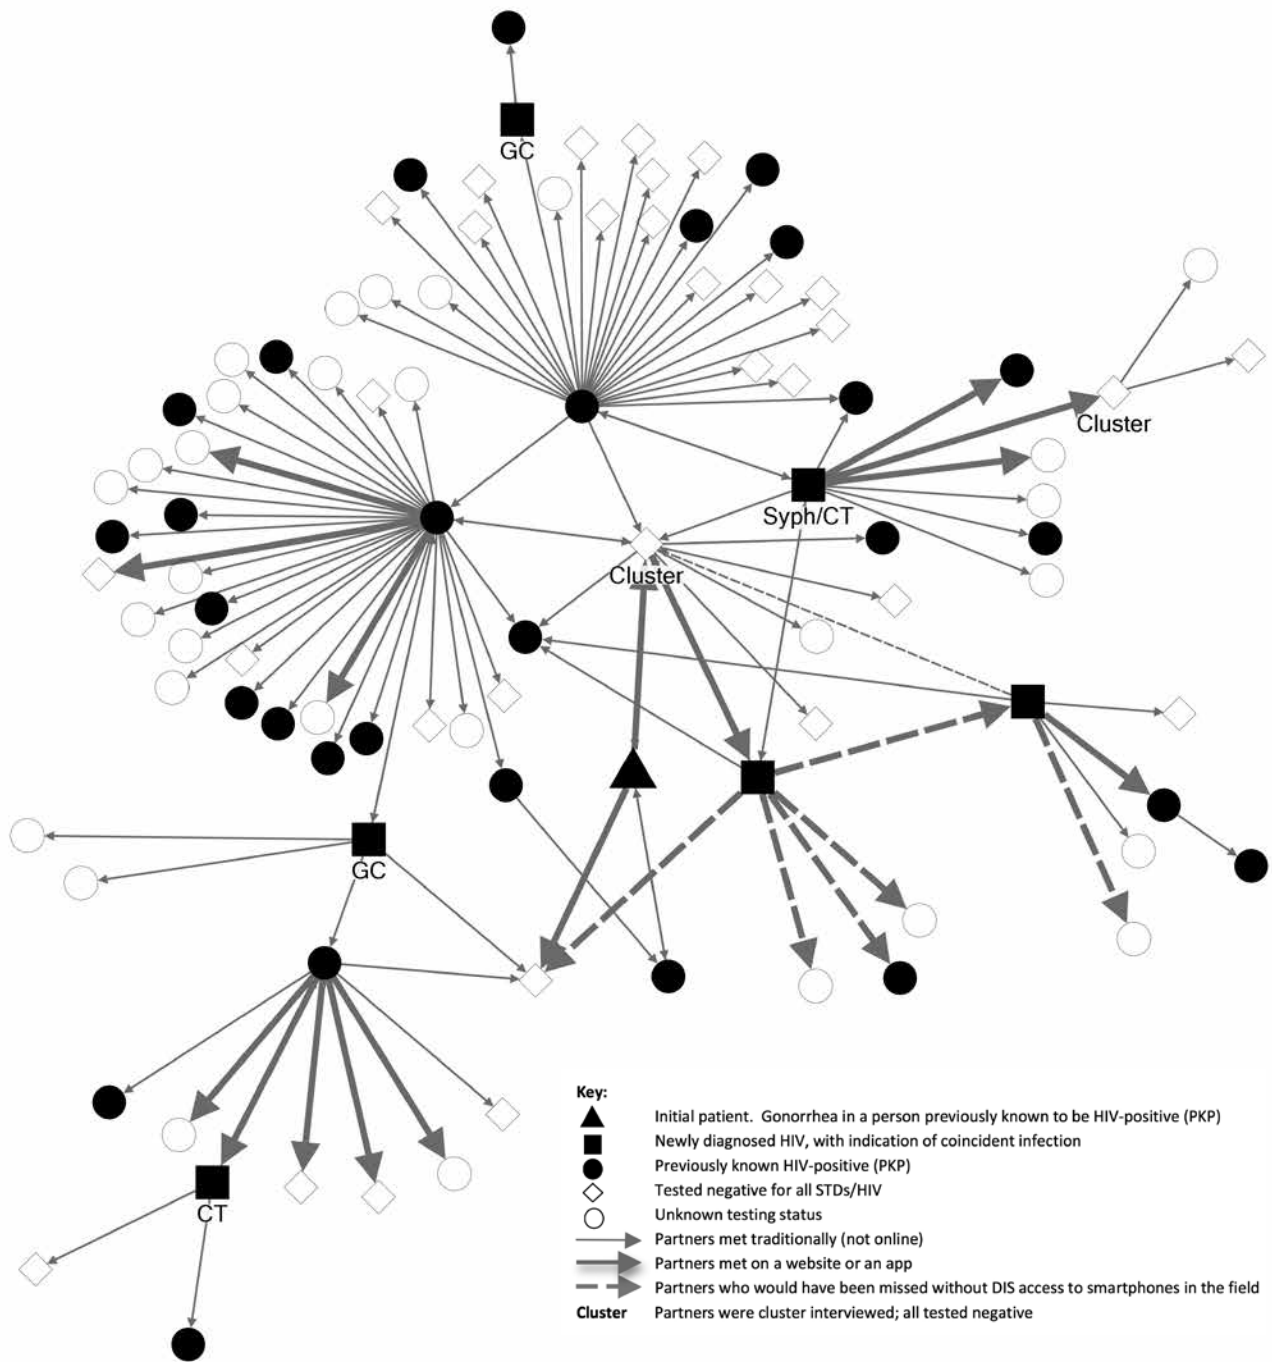 GC
Cluster
Syph/CT
Cluster
GC
CT
Key:
Initial patient. Gonorrhea in a person previously known to be HIV-positive (PKP)
Newly diagnosed HIV, with indication of coincident infection
Previously known HIV-positive (PKP)
Tested negative for all STDs/HIV
Unknown testing status
Partners met traditionally (not online)
Partners met on a website or an app
Partners who would have been missed without DIS access to smartphones in the field
Cluster Partners were cluster interviewed; all tested negative